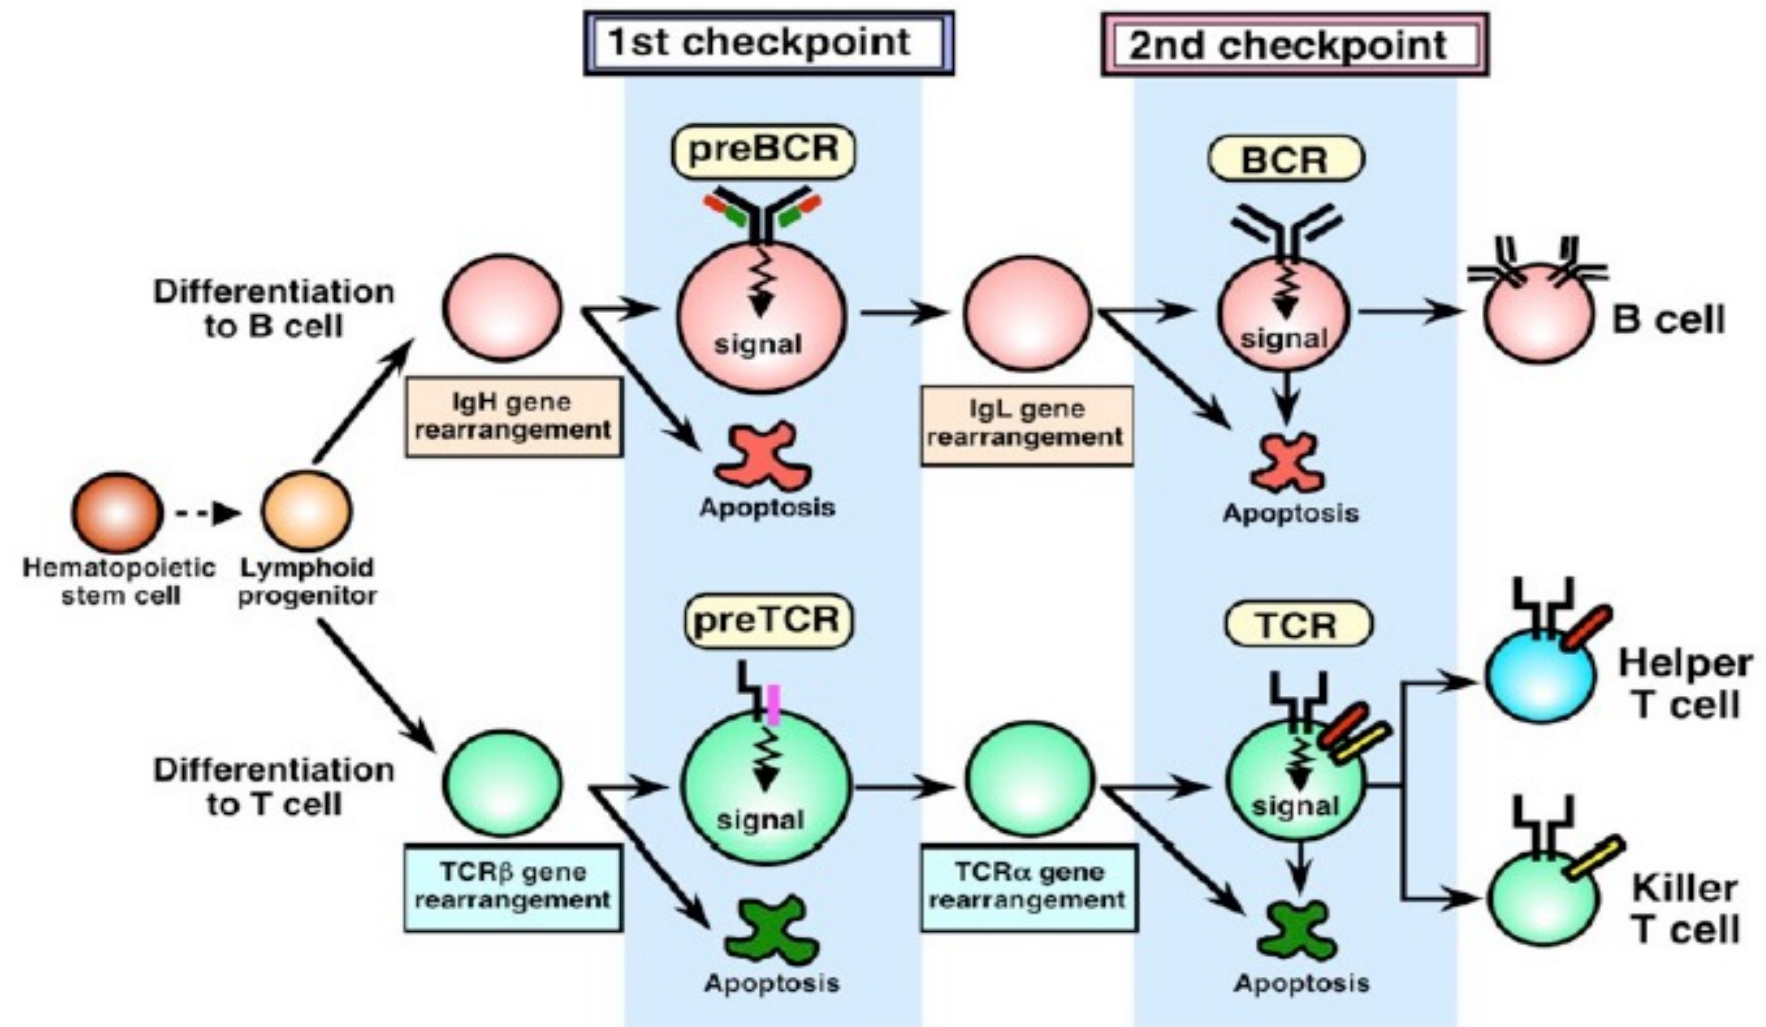 1st checkpoint
2nd checkpoint
preBCR
BCR
Differentiation
to B cell
signal
signal
B cell
IgH gene
rearrangement
IgL gene
rearrangement
Apoptosis
Apoptosis
Hematopoietic
stem cell
Lymphoid
progenitor
preTCR
TCR
Helper
T cell
Differentiation
to T cell
signal
signal
TCRβ gene
rearrangement
TCRα gene
rearrangement
Killer
T cell
Apoptosis
Apoptosis